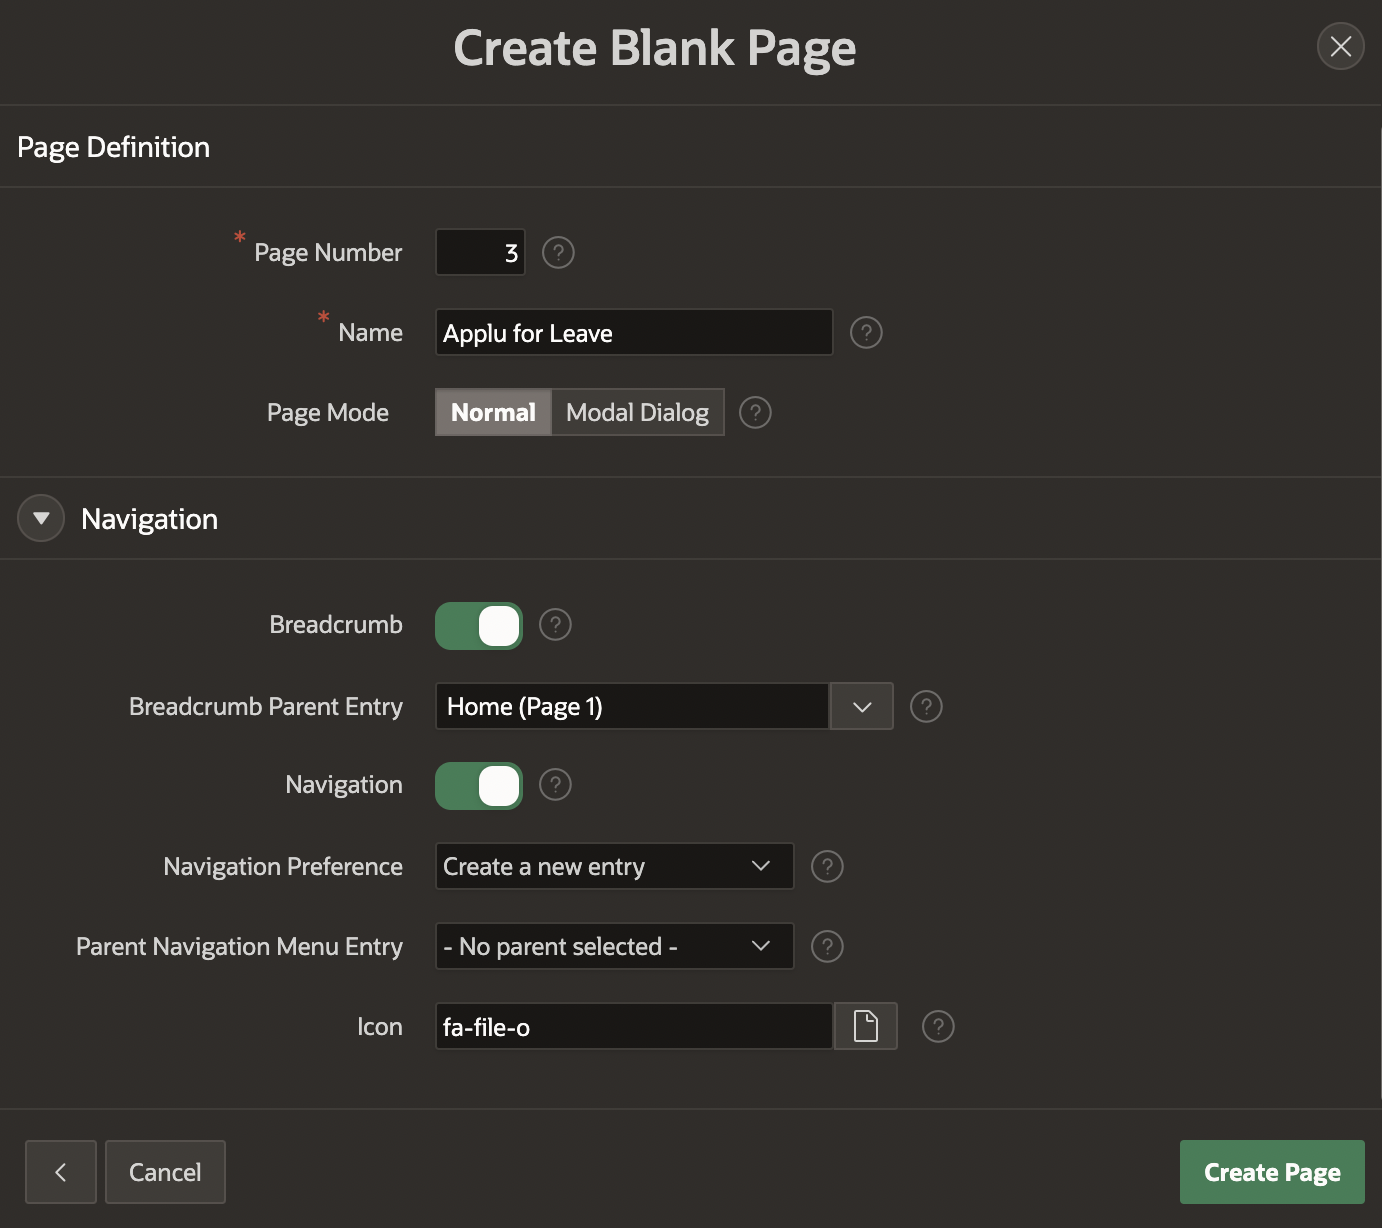 Create Blank Page
Page Definition
* Page Number 3 ?
* Name Applu for Leave ?
Page Mode Normal Modal Dialog ?
Navigation
Breadcrumb ?
Breadcrumb Parent Entry Home (Page 1) ?
Navigation ?
Navigation Preference Create a new entry ?
Parent Navigation Menu Entry - No parent selected - ?
Icon fa-file-o ?
Cancel Create Page